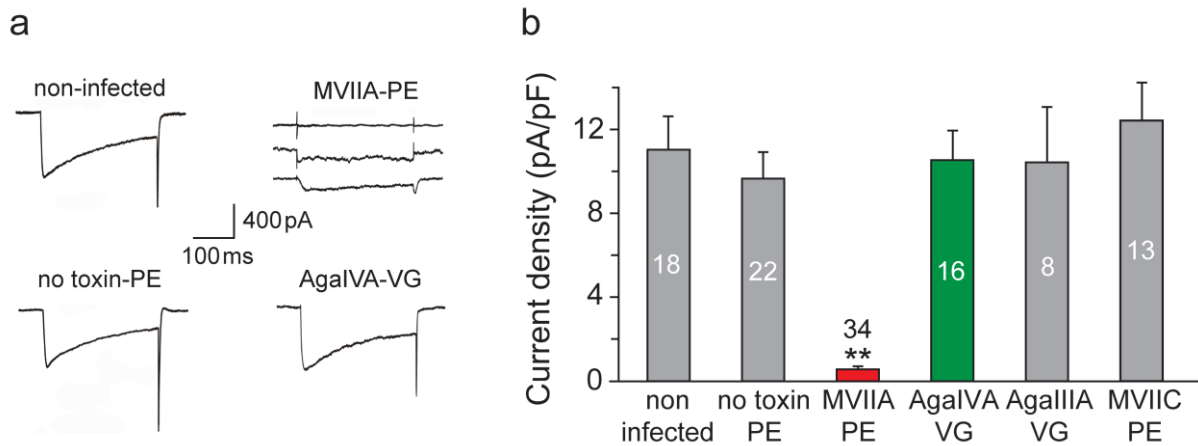 a
non-infected
MVIIA-PE
400 pA
100 ms
no toxin-PE
AgaIVA-VG
b
Current density (pA/pF)
12
8
4
0
18
22
34
**
16
8
13
non infected
no toxin PE
MVIIA PE
AgaIVA VG
AgaIIIA VG
MVIIC PE